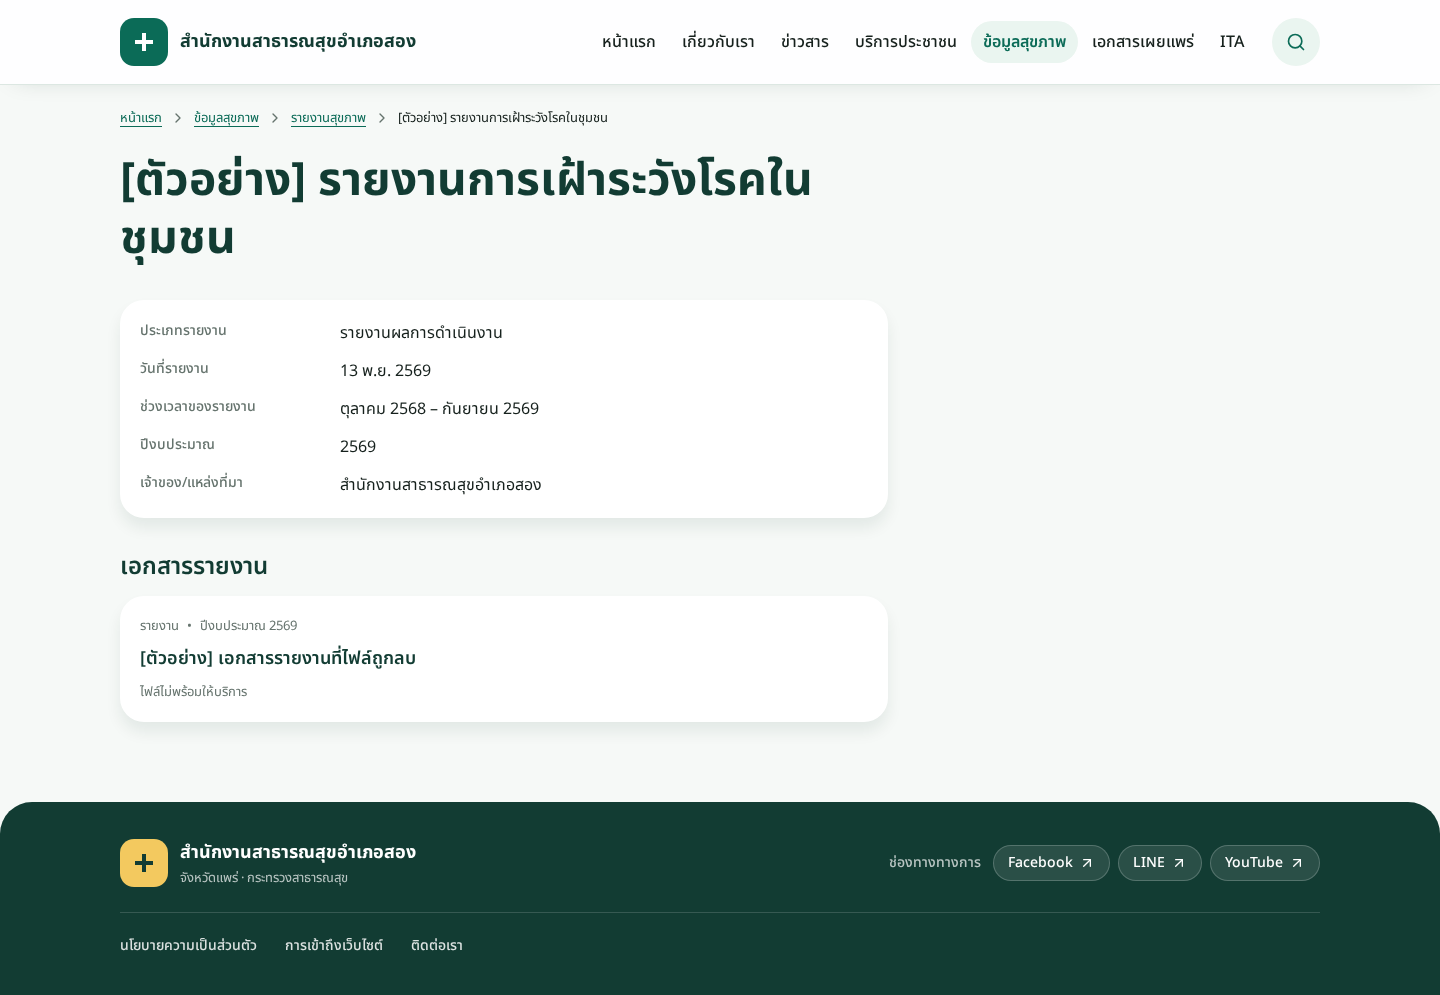 สำนักงานสาธารณสุขอำเภอสอง
หน้าแรก เกี่ยวกับเรา ข่าวสาร บริการประชาชน ข้อมูลสุขภาพ เอกสารเผยแพร่ ITA
หน้าแรก > ข้อมูลสุขภาพ > รายงานสุขภาพ > [ตัวอย่าง] รายงานการเฝ้าระวังโรคในชุมชน
[ตัวอย่าง] รายงานการเฝ้าระวังโรคใน
ชุมชน
ประเภทรายงาน รายงานผลการดำเนินงาน
วันที่รายงาน 13 พ.ย. 2569
ช่วงเวลาของรายงาน ตุลาคม 2568 – กันยายน 2569
ปีงบประมาณ 2569
เจ้าของ/แหล่งที่มา สำนักงานสาธารณสุขอำเภอสอง
เอกสารรายงาน
รายงาน • ปีงบประมาณ 2569
[ตัวอย่าง] เอกสารรายงานที่ไฟล์ถูกลบ
ไฟล์ไม่พร้อมให้บริการ
สำนักงานสาธารณสุขอำเภอสอง
จังหวัดแพร่ · กระทรวงสาธารณสุข
ช่องทางทางการ Facebook LINE YouTube
นโยบายความเป็นส่วนตัว การเข้าถึงเว็บไซต์ ติดต่อเรา